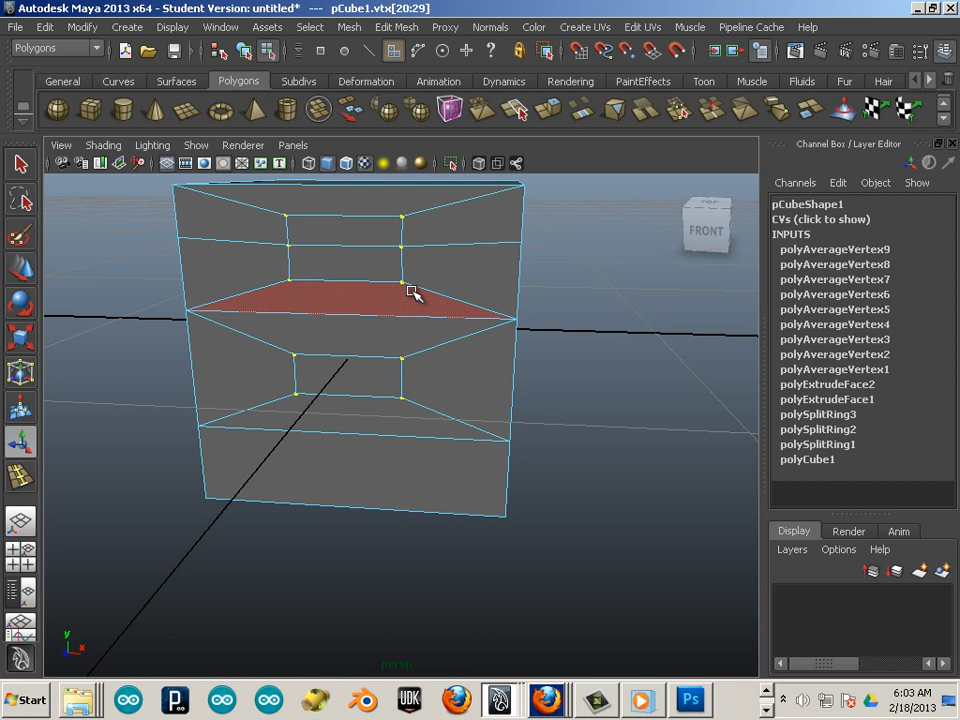 Autodesk Maya 2013 x64 - Student Version: untitled* --- pCube1.vtx[20:29]
File Edit Modify Create Display Window Assets Select Mesh Edit Mesh Proxy Normals Color Create UVs Edit UVs Muscle Pipeline Cache Help
Polygons
General Curves Surfaces Polygons Subdivs Deformation Animation Dynamics Rendering PaintEffects Toon Muscle Fluids Fur Hair
View Shading Lighting Show Renderer Panels
Channel Box / Layer Editor
Channels Edit Object Show
pCubeShape1
CVs (click to show)
INPUTS
polyAverageVertex9
polyAverageVertex8
polyAverageVertex7
polyAverageVertex6
polyAverageVertex5
polyAverageVertex4
polyAverageVertex3
polyAverageVertex2
polyAverageVertex1
polyExtrudeFace2
polyExtrudeFace1
polySplitRing3
polySplitRing2
polySplitRing1
polyCube1
TOP
FRONT
Display Render Anim
Layers Options Help
y
x
persp
Start
UDK
Ps
6:03 AM
2/18/2013